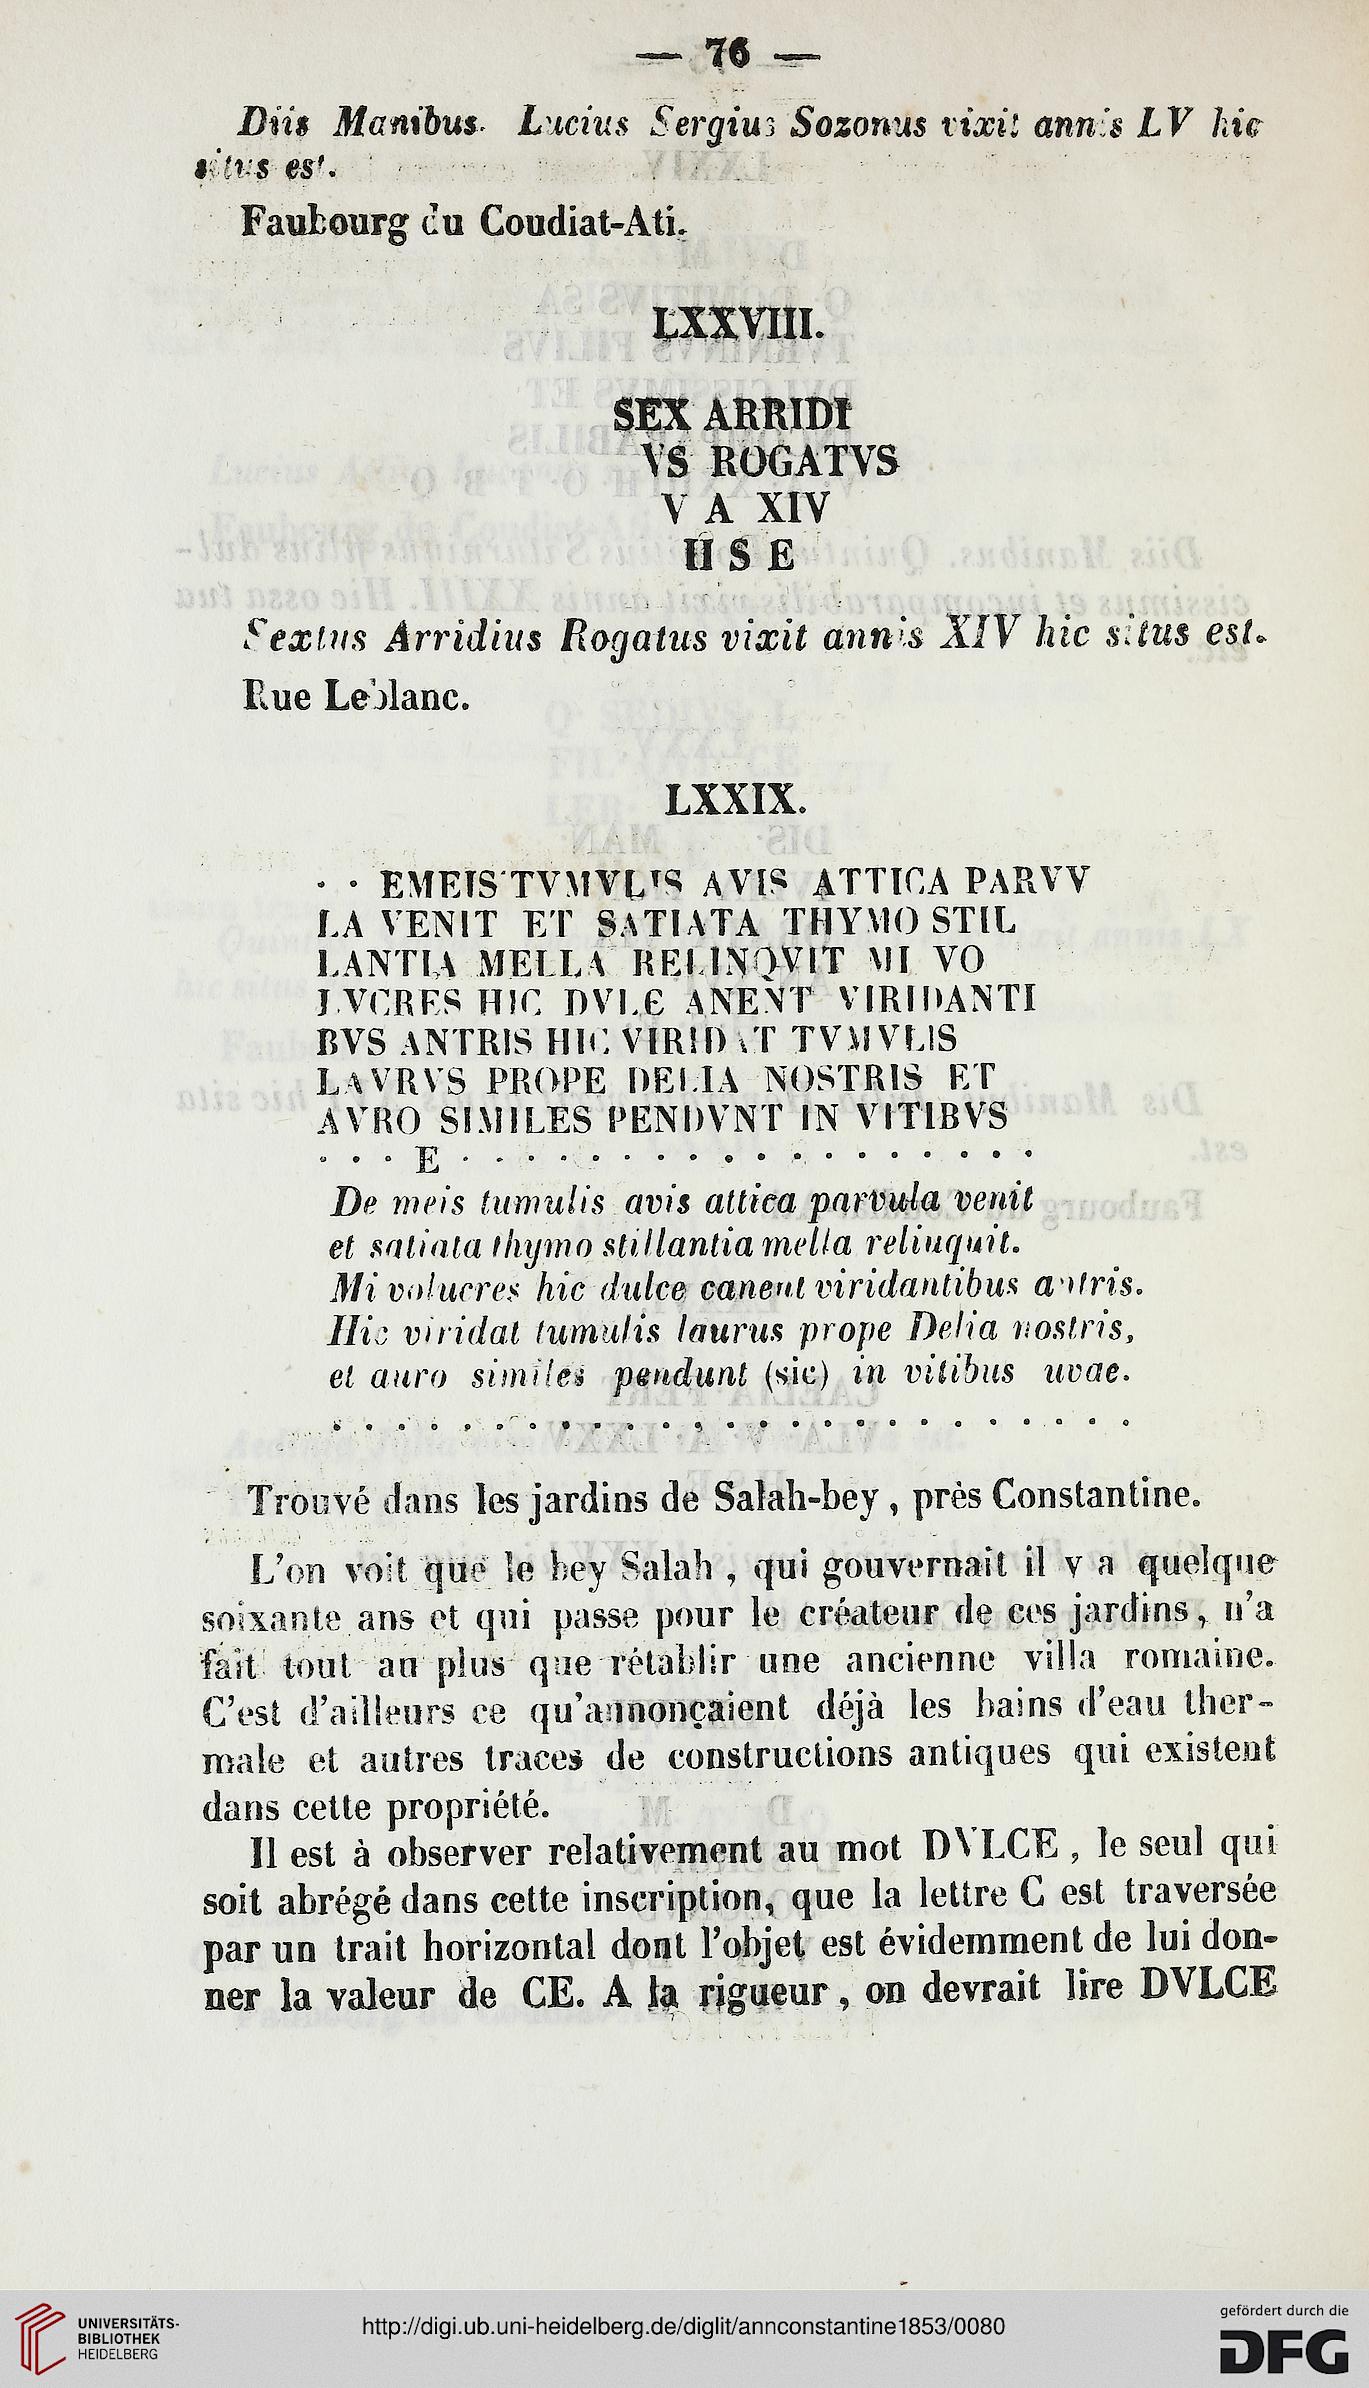 — 76 —
Diis Manibus. Lucius Sergius Sozonus vixit annis LV hic
situs est.
Faubourg du Coudiat-Ati.
LXXVIII.
SEX ARRIDI
VS ROGATVS
V A XIV
H S E
Sextus Arridius Rogatus vixit annis XIV hic situs est.
Rue Leblanc.
LXXIX.
· · EMEIS TVMVLIS AVIS ATTICA PARVV
LA VENIT ET SATIATA THYMO STIL
LANTIA MELLA RELINQVIT MI VO
LVCRES HIC DVLЄ ANENT VIRIDANTI
BVS ANTRIS HIC VIRIDAT TVMVLIS
LAVRVS PROPE DELIA NOSTRIS ET
AVRO SIMILES PENDVNT IN VITIBVS
· · · E · · · · · · · · · · · · · · · · · ·
De meis tumulis avis attica parvula venit
et satiata thymo stillantia mella relinquit.
Mi volucres hic dulce canent viridantibus antris.
Hic viridat tumulis laurus prope Delia nostris,
et auro similes pendunt (sic) in vitibus uvae.
· · · · · · · · · · · · · · · · · · · · · · · · ·
Trouvé dans les jardins de Salah-bey , près Constantine.
L'on voit que le bey Salah , qui gouvernait il y a quelque
soixante ans et qui passe pour le créateur de ces jardins, n'a
fait tout au plus que rétablir une ancienne villa romaine.
C'est d'ailleurs ce qu'annonçaient déjà les bains d'eau ther-
male et autres traces de constructions antiques qui existent
dans cette propriété.
Il est à observer relativement au mot DVLCE , le seul qui
soit abrégé dans cette inscription, que la lettre C est traversée
par un trait horizontal dont l'objet est évidemment de lui don-
ner la valeur de CE. A la rigueur , on devrait lire DVLCE
UNIVERSITÄTS-
BIBLIOTHEK
HEIDELBERG
http://digi.ub.uni-heidelberg.de/diglit/annconstantine1853/0080
gefördert durch die
DFG